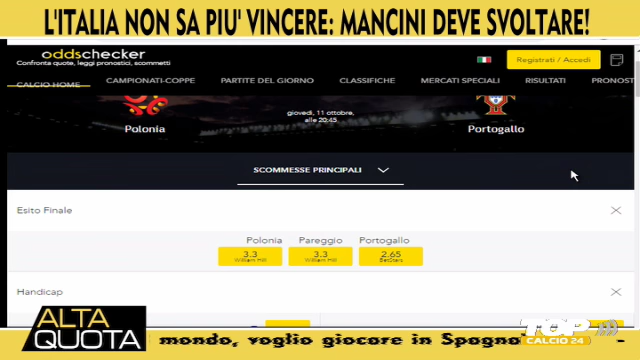 L'ITALIA NON SA PIU' VINCERE: MANCINI DEVE SVOLTARE!
oddschecker
Confronta quote, leggi pronostici, scommetti
Registrati / Accedi
CALCIO HOME CAMPIONATI-COPPE PARTITE DEL GIORNO CLASSIFICHE MERCATI SPECIALI RISULTATI PRONOST
giovedì, 11 ottobre,
alle 20:45
Polonia Portogallo
SCOMMESSE PRINCIPALI
Esito Finale
Polonia Pareggio Portogallo
3.3 3.3 2.65
William Hill William Hill BetStars
Handicap
ALTA
QUOTA
mondo, voglio giocare in Spagna
TOP
CALCIO 24